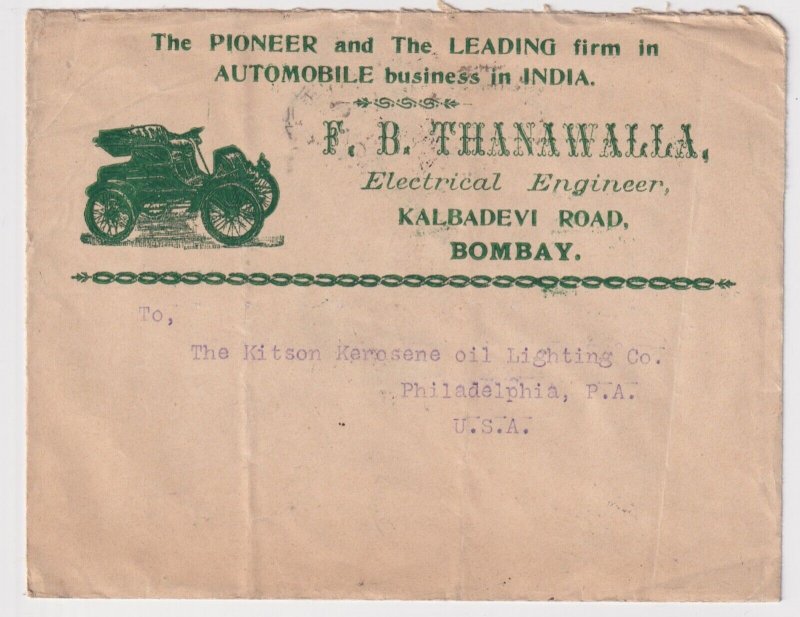 The PIONEER and The LEADING firm in
AUTOMOBILE business in INDIA.
F. B. THANAWALLA,
Electrical Engineer,
KALBADEVI ROAD,
BOMBAY.
To,
The Kitson Kerosene oil Lighting Co.
Philadelphia, P.A.
U.S.A.